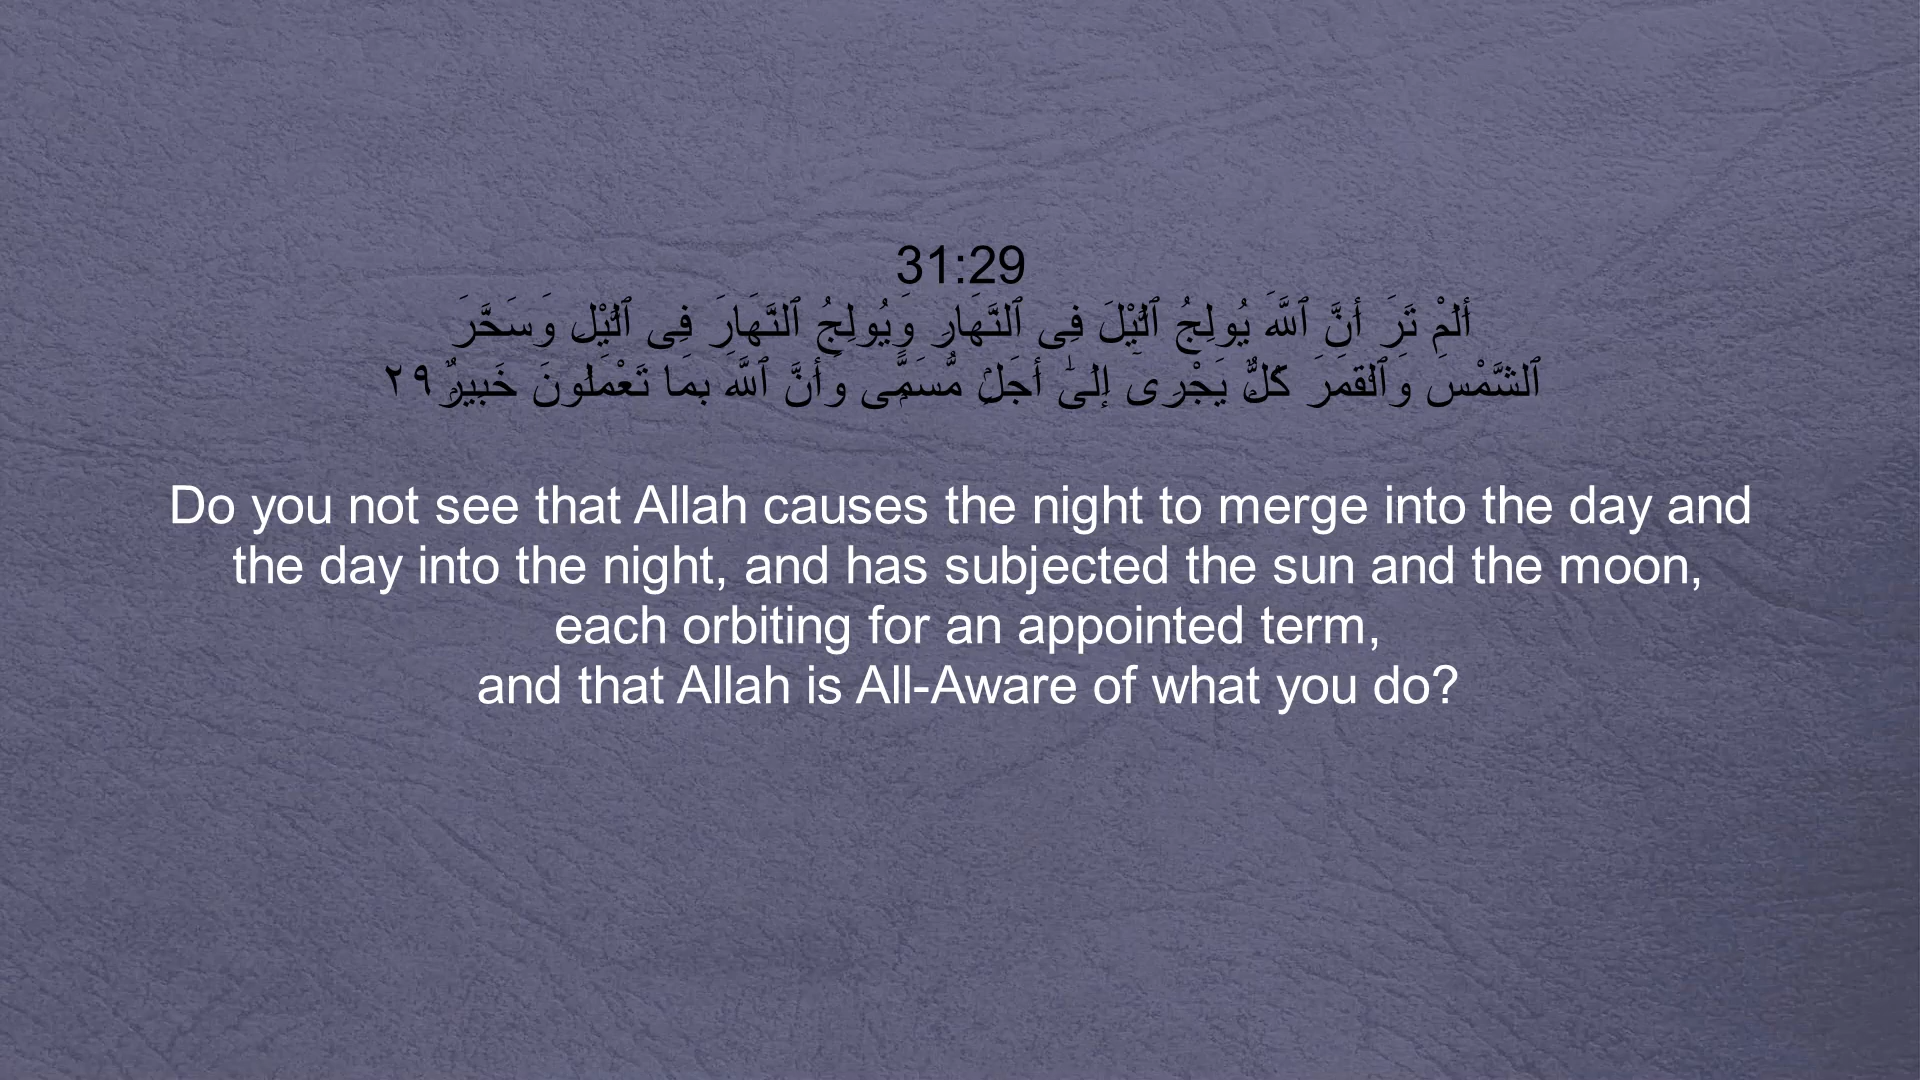 31:29
أَلَمْ تَرَ أَنَّ ٱللَّهَ يُولِجُ ٱلَّيْلَ فِى ٱلنَّهَارِ وَيُولِجُ ٱلنَّهَارَ فِى ٱلَّيْلِ وَسَخَّرَ
ٱلشَّمْسَ وَٱلْقَمَرَ كُلٌّۭ يَجْرِىٓ إِلَىٰٓ أَجَلٍۢ مُّسَمًّۭى وَأَنَّ ٱللَّهَ بِمَا تَعْمَلُونَ خَبِيرٌۭ ٢٩
Do you not see that Allah causes the night to merge into the day and
the day into the night, and has subjected the sun and the moon,
each orbiting for an appointed term,
and that Allah is All-Aware of what you do?